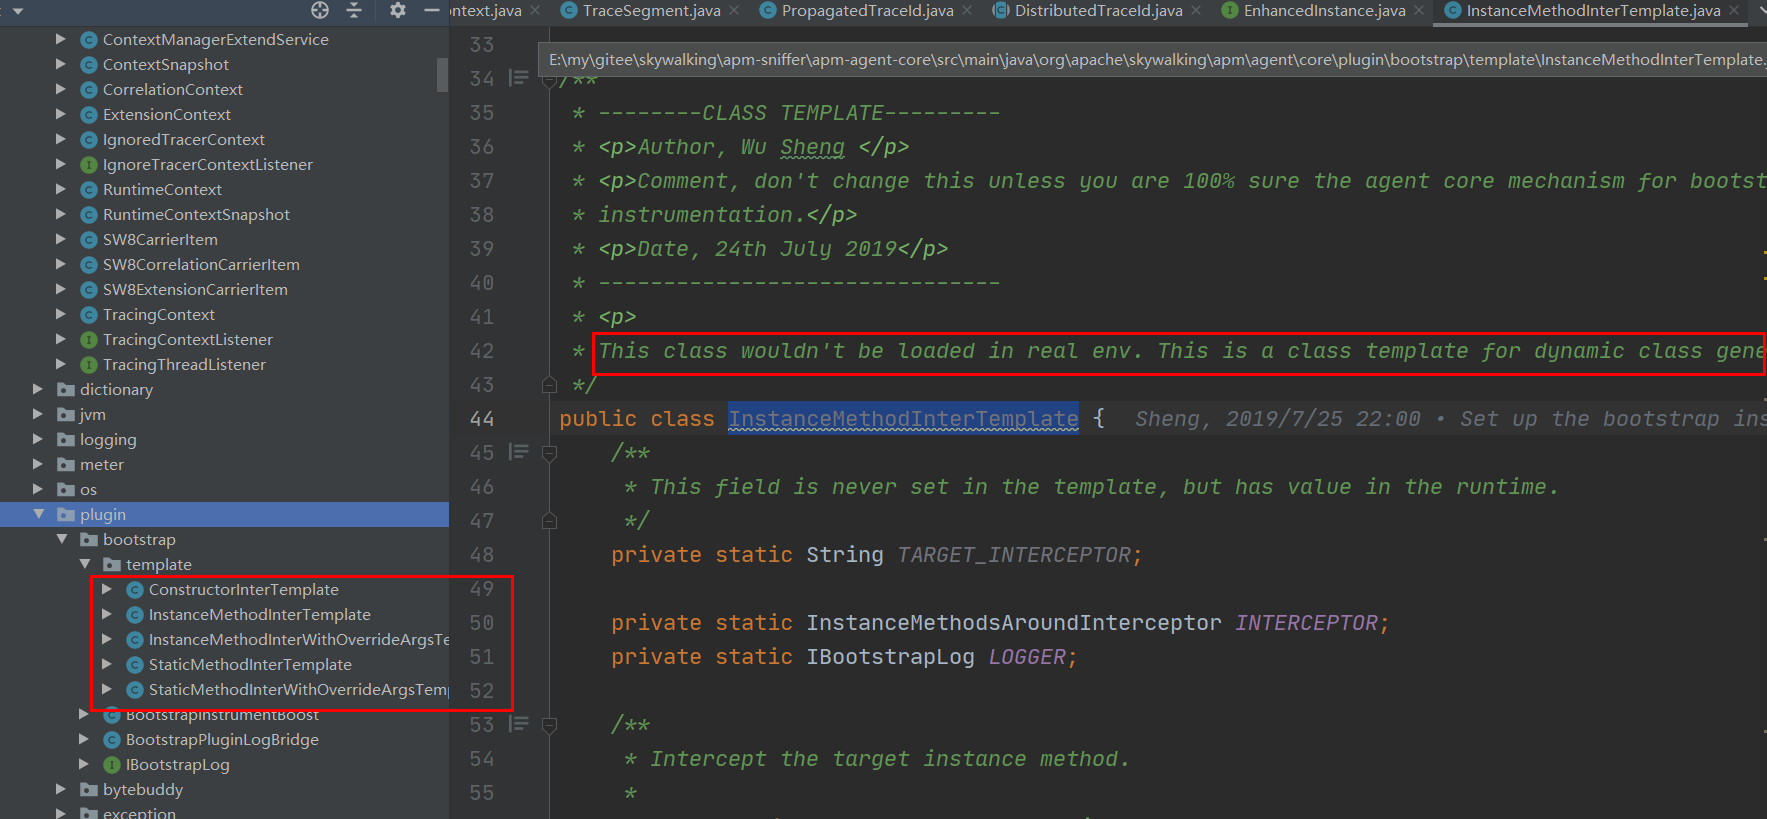 ontext.java
TraceSegment.java
PropagatedTraceId.java
DistributedTraceId.java
EnhancedInstance.java
InstanceMethodInterTemplate.java
E:\my\gitee\skywalking\apm-sniffer\apm-agent-core\src\main\java\org\apache\skywalking\apm\agent\core\plugin\bootstrap\template\InstanceMethodInterTemplate.
ContextManagerExtendService
ContextSnapshot
CorrelationContext
ExtensionContext
IgnoredTracerContext
IgnoreTracerContextListener
RuntimeContext
RuntimeContextSnapshot
SW8CarrierItem
SW8CorrelationCarrierItem
SW8ExtensionCarrierItem
TracingContext
TracingContextListener
TracingThreadListener
dictionary
jvm
logging
meter
os
plugin
bootstrap
template
ConstructorInterTemplate
InstanceMethodInterTemplate
InstanceMethodInterWithOverrideArgsTe
StaticMethodInterTemplate
StaticMethodInterWithOverrideArgsTemp
BootstrapInstrumentBoost
BootstrapPluginLogBridge
IBootstrapLog
bytebuddy
exception
33
34 /**
35 * --------CLASS TEMPLATE---------
36 * <p>Author, Wu Sheng </p>
37 * <p>Comment, don't change this unless you are 100% sure the agent core mechanism for bootst
38 * instrumentation.</p>
39 * <p>Date, 24th July 2019</p>
40 * -------------------------------
41 * <p>
42 * This class wouldn't be loaded in real env. This is a class template for dynamic class gene
43 */
44 public class InstanceMethodInterTemplate { Sheng, 2019/7/25 22:00 • Set up the bootstrap ins
45 /**
46 * This field is never set in the template, but has value in the runtime.
47 */
48 private static String TARGET_INTERCEPTOR;
49
50 private static InstanceMethodsAroundInterceptor INTERCEPTOR;
51 private static IBootstrapLog LOGGER;
52
53 /**
54 * Intercept the target instance method.
55 *